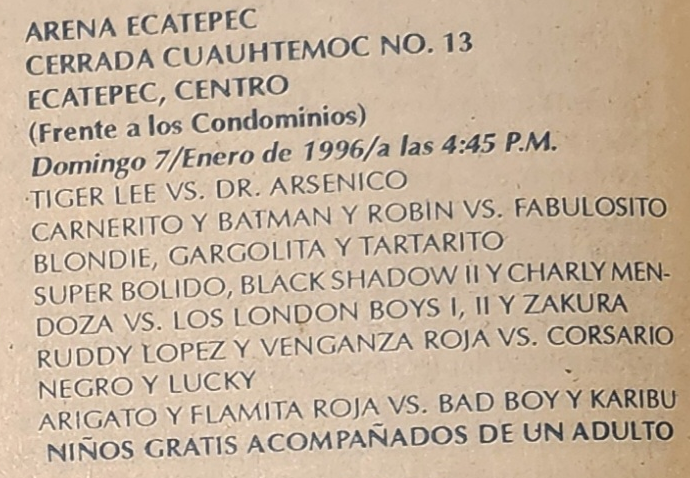 ARENA ECATEPEC
CERRADA CUAUHTEMOC NO. 13
ECATEPEC, CENTRO
(Frente a los Condominios)
Domingo 7/Enero de 1996/a las 4:45 P.M.
TIGER LEE VS. DR. ARSENICO
CARNERITO Y BATMAN Y ROBIN VS. FABULOSITO
BLONDIE, GARGOLITA Y TARTARITO
SUPER BOLIDO, BLACK SHADOW II Y CHARLY MEN-
DOZA VS. LOS LONDON BOYS I, II Y ZAKURA
RUDDY LOPEZ Y VENGANZA ROJA VS. CORSARIO
NEGRO Y LUCKY
ARIGATO Y FLAMITA ROJA VS. BAD BOY Y KARIBU
NIÑOS GRATIS ACOMPAÑADOS DE UN ADULTO